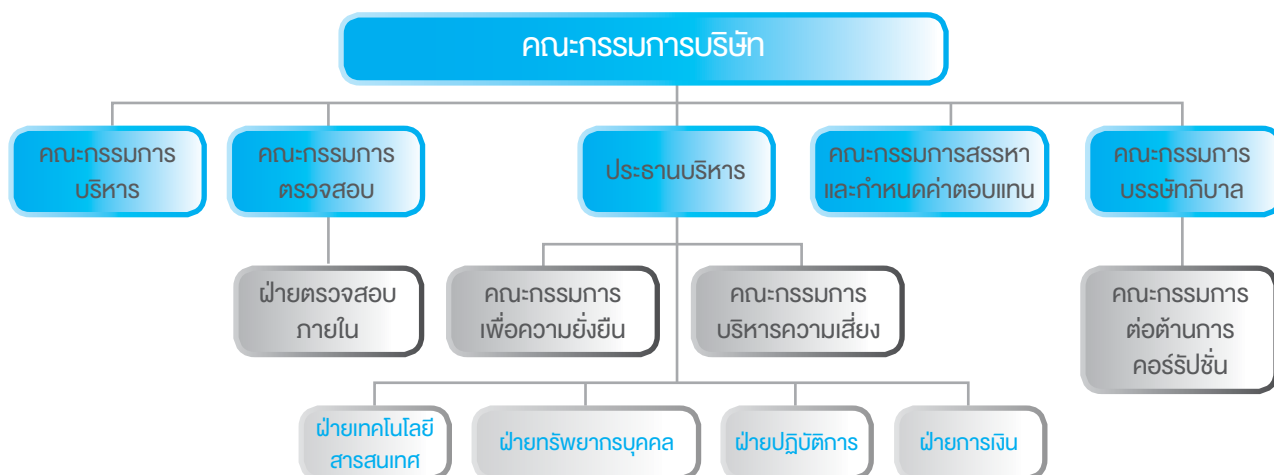 คณะกรรมการบริษัท
คณะกรรมการ
บริหาร
คณะกรรมการ
ตรวจสอบ
ประธานบริหาร
คณะกรรมการสรรหา
และกำหนดค่าตอบแทน
คณะกรรมการ
บรรษัทภิบาล
ฝ่ายตรวจสอบ
ภายใน
คณะกรรมการ
เพื่อความยั่งยืน
คณะกรรมการ
บริหารความเสี่ยง
คณะกรรมการ
ต่อต้านการ
คอร์รัปชั่น
ฝ่ายเทคโนโลยี
สารสนเทศ
ฝ่ายทรัพยากรบุคคล
ฝ่ายปฏิบัติการ
ฝ่ายการเงิน